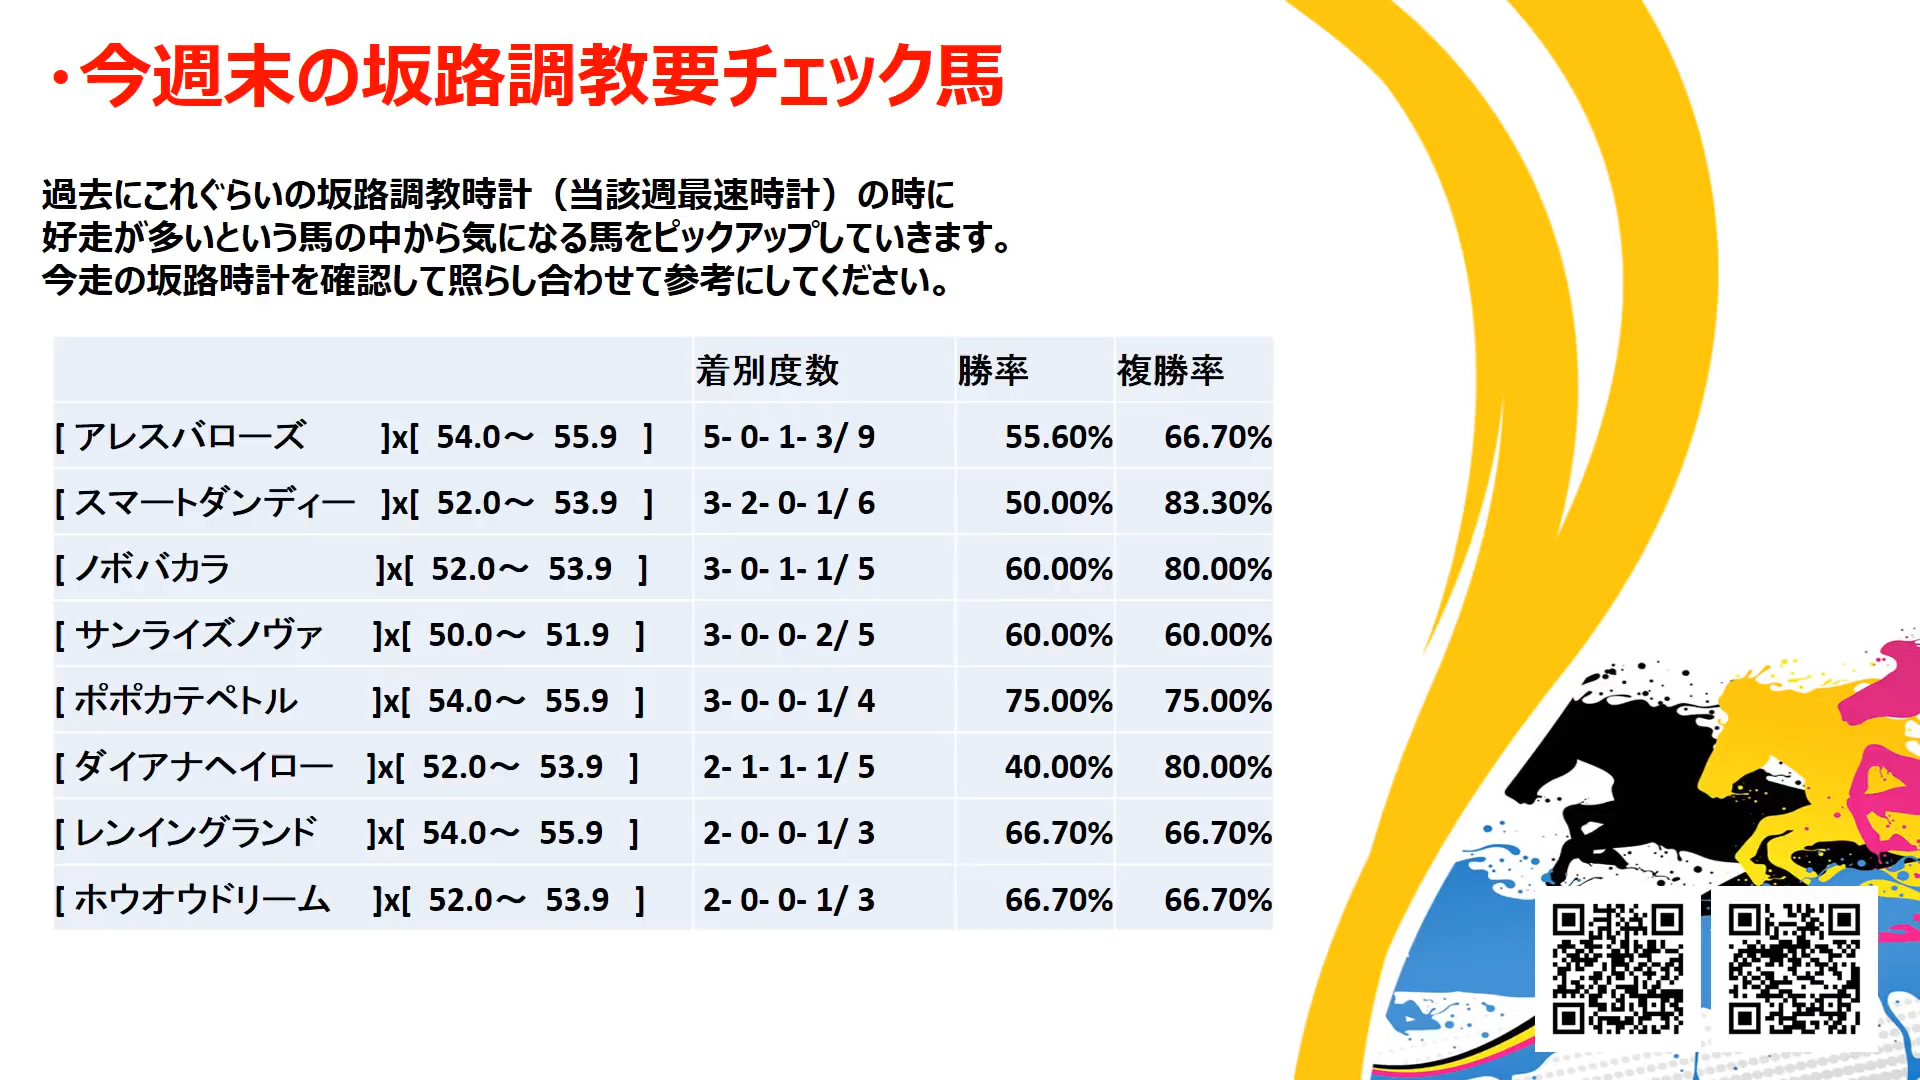 ・今週末の坂路調教要チェック馬
過去にこれぐらいの坂路調教時計（当該週最速時計）の時に
好走が多いという馬の中から気になる馬をピックアップしていきます。
今走の坂路時計を確認して照らし合わせて参考にしてください。
着別度数 勝率 複勝率
[ アレスバローズ ]x[ 54.0～ 55.9 ] 5- 0- 1- 3/ 9 55.60% 66.70%
[ スマートダンディー ]x[ 52.0～ 53.9 ] 3- 2- 0- 1/ 6 50.00% 83.30%
[ ノボバカラ ]x[ 52.0～ 53.9 ] 3- 0- 1- 1/ 5 60.00% 80.00%
[ サンライズノヴァ ]x[ 50.0～ 51.9 ] 3- 0- 0- 2/ 5 60.00% 60.00%
[ ポポカテペトル ]x[ 54.0～ 55.9 ] 3- 0- 0- 1/ 4 75.00% 75.00%
[ ダイアナヘイロー ]x[ 52.0～ 53.9 ] 2- 1- 1- 1/ 5 40.00% 80.00%
[ レンイングランド ]x[ 54.0～ 55.9 ] 2- 0- 0- 1/ 3 66.70% 66.70%
[ ホウオウドリーム ]x[ 52.0～ 53.9 ] 2- 0- 0- 1/ 3 66.70% 66.70%